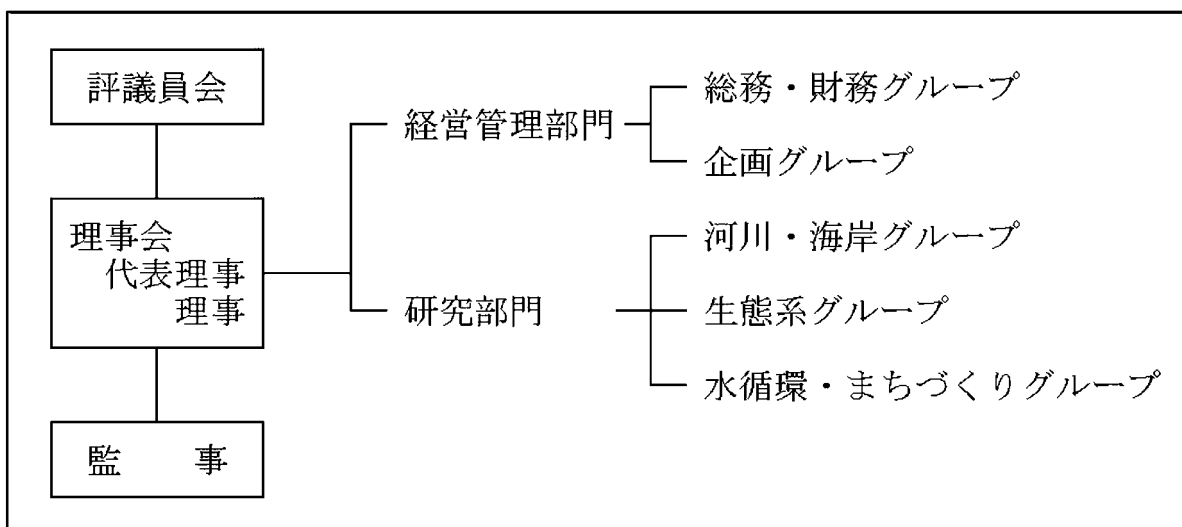 評議員会
理事会
代表理事
理事
監　　事
経営管理部門
総務・財務グループ
企画グループ
研究部門
河川・海岸グループ
生態系グループ
水循環・まちづくりグループ